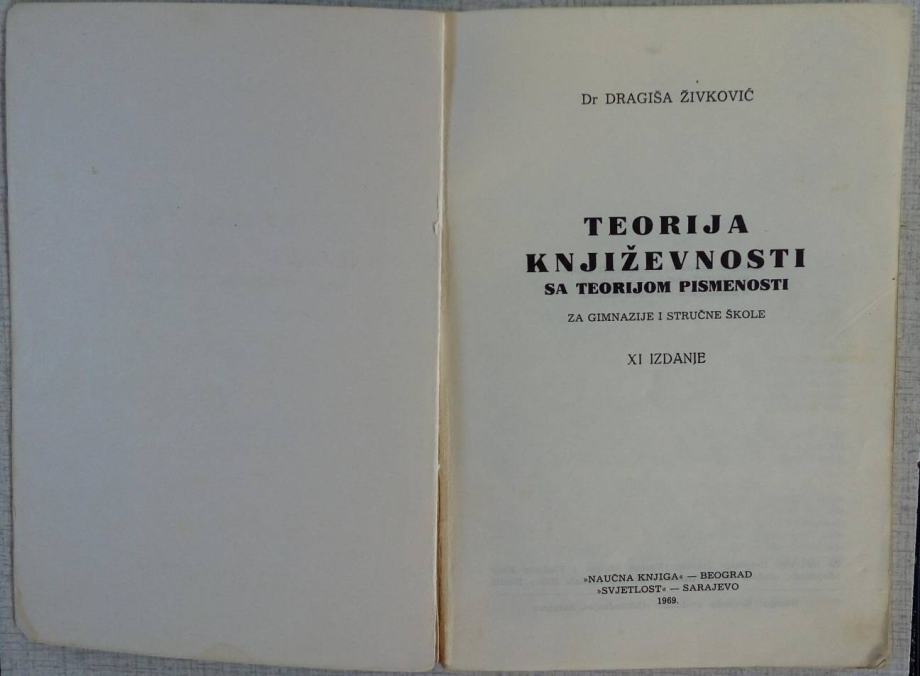 Dr DRAGIŠA ŽIVKOVIĆ
TEORIJA
KNJIŽEVNOSTI
SA TEORIJOM PISMENOSTI
ZA GIMNAZIJE I STRUČNE ŠKOLE
XI IZDANJE
»NAUČNA KNJIGA« — BEOGRAD
»SVJETLOST« — SARAJEVO
1969.